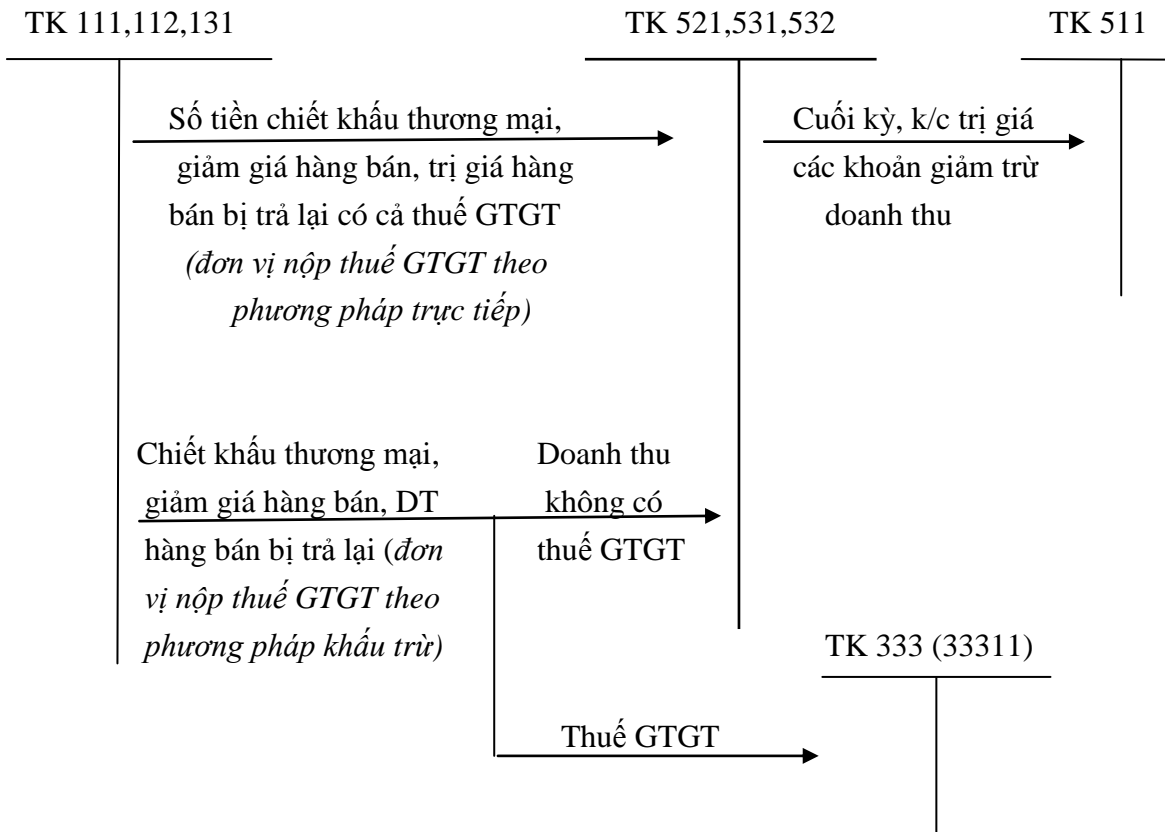 TK 111,112,131
TK 521,531,532
TK 511
Số tiền chiết khấu thương mại,
giảm giá hàng bán, trị giá hàng
bán bị trả lại có cả thuế GTGT
(đơn vị nộp thuế GTGT theo
phương pháp trực tiếp)
Cuối kỳ, k/c trị giá
các khoản giảm trừ
doanh thu
Chiết khấu thương mại,
giảm giá hàng bán, DT
hàng bán bị trả lại (đơn
vị nộp thuế GTGT theo
phương pháp khấu trừ)
Doanh thu
không có
thuế GTGT
TK 333 (33311)
Thuế GTGT